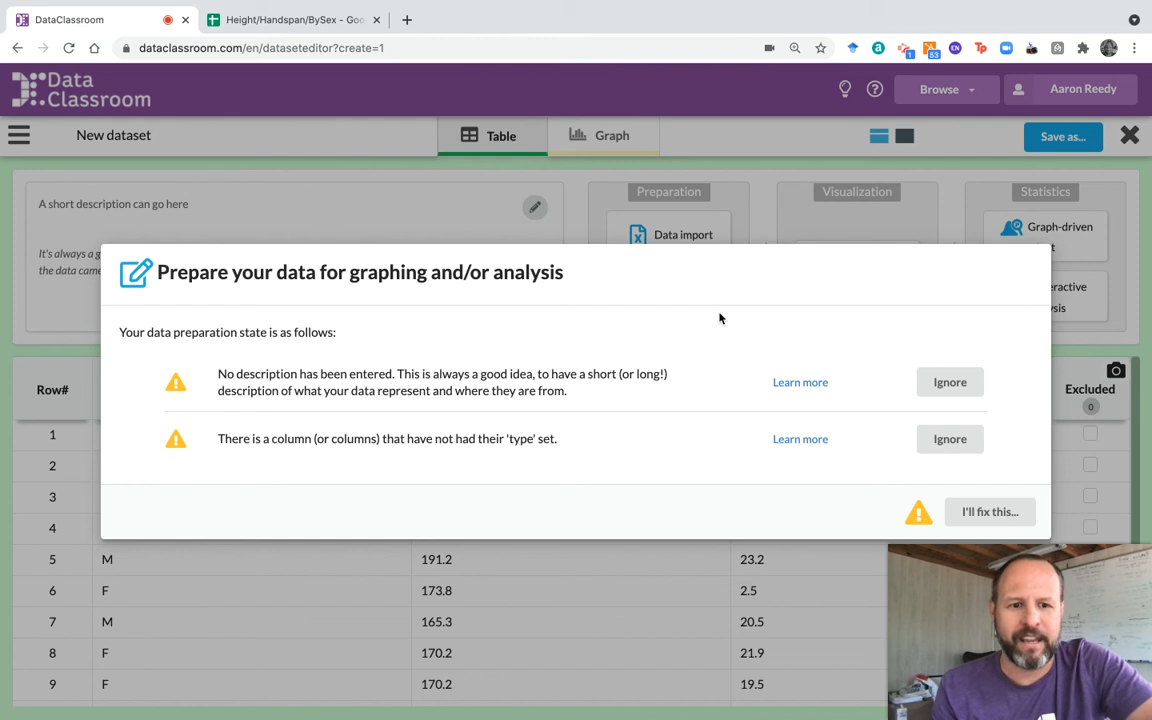 DataClassroom
Height/Handspan/BySex - Goo
dataclassroom.com/en/dataseteditor?create=1
1
53
EN
Tp
Data
Classroom
Browse
Aaron Reedy
New dataset
Table
Graph
Save as...
A short description can go here
It's always a g
the data came
Preparation
Visualization
Statistics
Data import
Graph-driven
t
eractive
ysis
Prepare your data for graphing and/or analysis
Your data preparation state is as follows:
No description has been entered. This is always a good idea, to have a short (or long!)
description of what your data represent and where they are from.
Learn more
Ignore
There is a column (or columns) that have not had their 'type' set.
Learn more
Ignore
I'll fix this...
Row#
Excluded
0
1
2
3
4
5 M 191.2 23.2
6 F 173.8 2.5
7 M 165.3 20.5
8 F 170.2 21.9
9 F 170.2 19.5